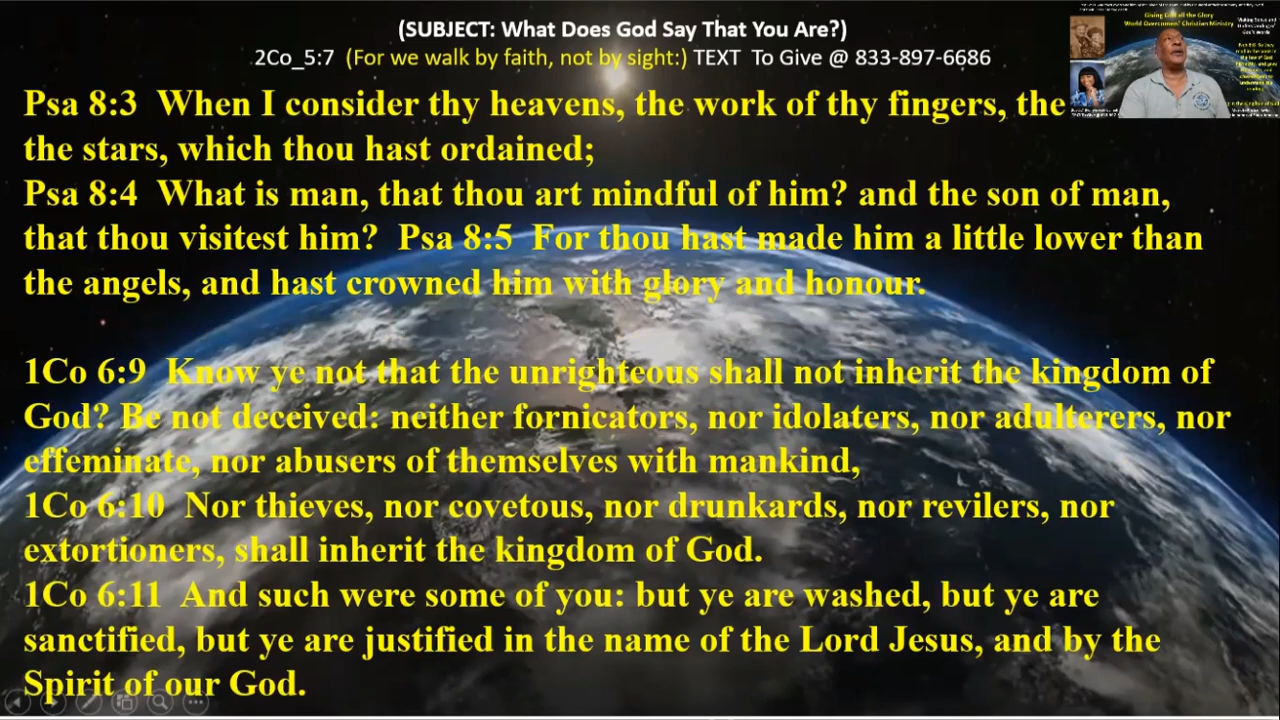 (SUBJECT: What Does God Say That You Are?)
2Co_5:7 (For we walk by faith, not by sight:) TEXT To Give @ 833-897-6686
Psa 8:3 When I consider thy heavens, the work of thy fingers, the
the stars, which thou hast ordained;
Psa 8:4 What is man, that thou art mindful of him? and the son of man,
that thou visitest him? Psa 8:5 For thou hast made him a little lower than
the angels, and hast crowned him with glory and honour.
1Co 6:9 Know ye not that the unrighteous shall not inherit the kingdom of
God? Be not deceived: neither fornicators, nor idolaters, nor adulterers, nor
effeminate, nor abusers of themselves with mankind,
1Co 6:10 Nor thieves, nor covetous, nor drunkards, nor revilers, nor
extortioners, shall inherit the kingdom of God.
1Co 6:11 And such were some of you: but ye are washed, but ye are
sanctified, but ye are justified in the name of the Lord Jesus, and by the
Spirit of our God.
Giving God all the Glory
World Overcomers' Christian Ministry